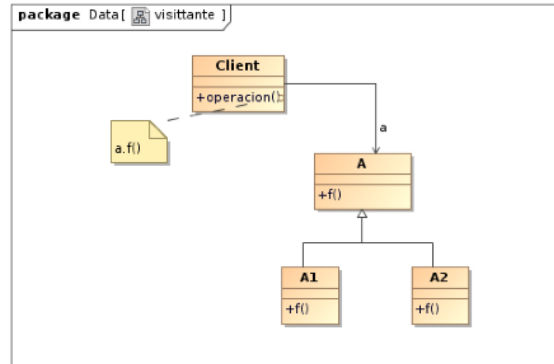 package Data[ visittante ]
Client
+operacion()
a.f()
a
A
+f()
A1
+f()
A2
+f()